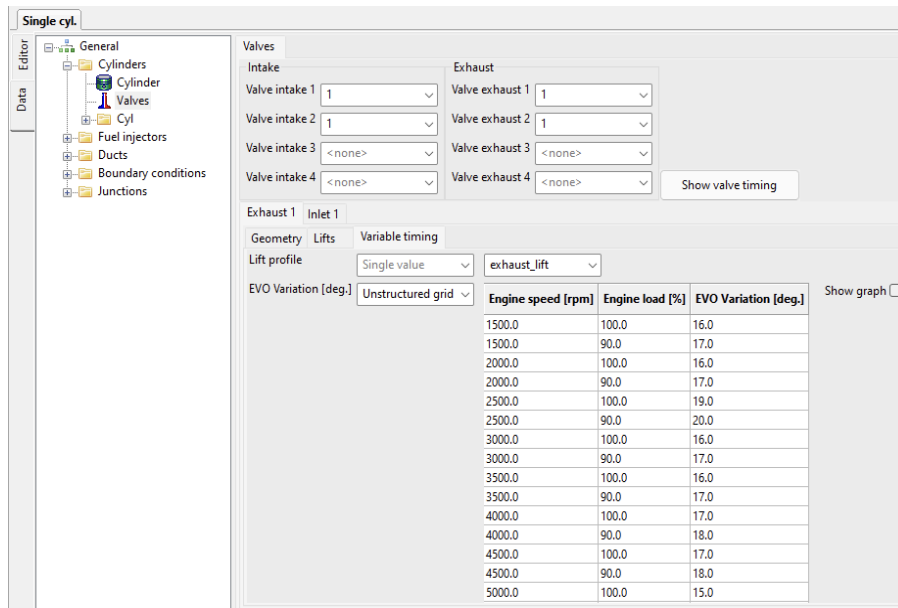 Single cyl.
Editor
Data
General
Cylinders
Cylinder
Valves
Cyl
Fuel injectors
Ducts
Boundary conditions
Junctions
Valves
Intake
Valve intake 1 1
Valve intake 2 1
Valve intake 3 <none>
Valve intake 4 <none>
Exhaust
Valve exhaust 1 1
Valve exhaust 2 1
Valve exhaust 3 <none>
Valve exhaust 4 <none>
Show valve timing
Exhaust 1 Inlet 1
Geometry Lifts Variable timing
Lift profile Single value exhaust_lift
EVO Variation [deg.] Unstructured grid
Show graph
Engine speed [rpm] Engine load [%] EVO Variation [deg.]
1500.0 100.0 16.0
1500.0 90.0 17.0
2000.0 100.0 16.0
2000.0 90.0 17.0
2500.0 100.0 19.0
2500.0 90.0 20.0
3000.0 100.0 16.0
3000.0 90.0 17.0
3500.0 100.0 16.0
3500.0 90.0 17.0
4000.0 100.0 17.0
4000.0 90.0 18.0
4500.0 100.0 17.0
4500.0 90.0 18.0
5000.0 100.0 15.0